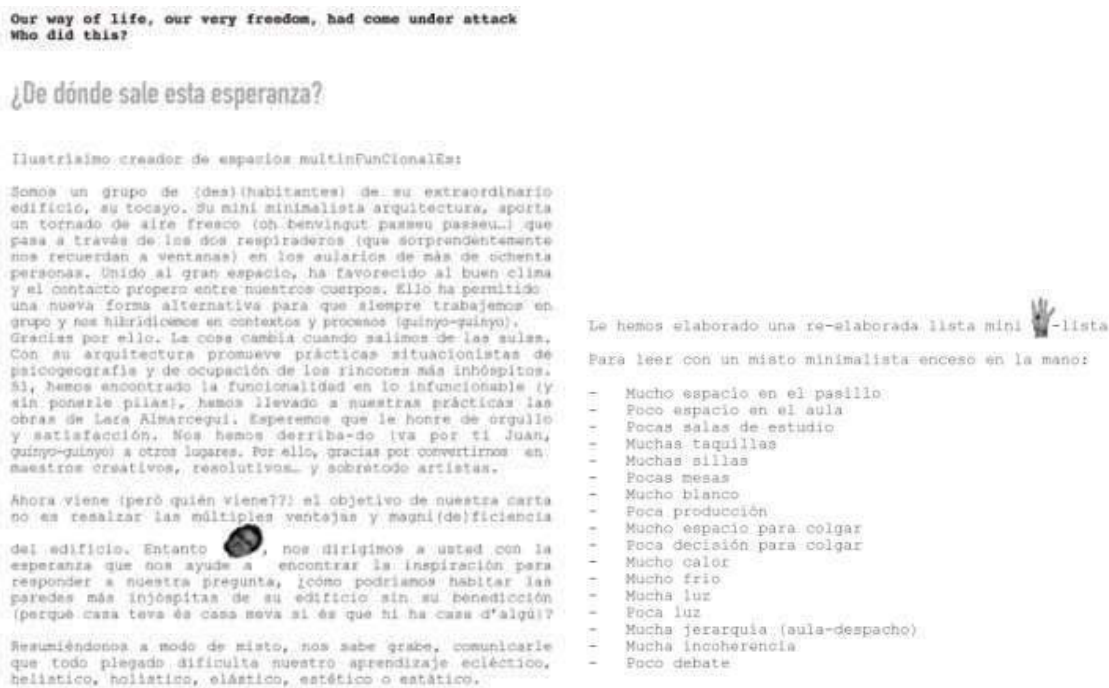 Our way of life, our very freedom, had come under attack
Who did this?
¿De dónde sale esta esperanza?
Ilustrísimo creador de espacios multinFunCionalEs:
Somos un grupo de (des)(habitantes) de su extraordinario
edificio, su tocayo. Su mini minimalista arquitectura, aporta
un tornado de aire fresco (oh benvingut passeu passeu…) que
pasa a través de los dos respiraderos (que sorprendentemente
nos recuerdan a ventanas) en los aularios de más de ochenta
personas. Unido al gran espacio, ha favorecido al buen clima
y el contacto propero entre nuestros cuerpos. Ello ha permitido
una nueva forma alternativa para que siempre trabajemos en
grupo y nos hibridicemos en contextos y procesos (guinyo-guinyo).
Gracias por ello. La cosa cambia cuando salimos de las aulas.
Con su arquitectura promueve prácticas situacionistas de
psicogeografía y de ocupación de los rincones más inhóspitos.
Sí, hemos encontrado la funcionalidad en lo infuncionable (y
sin ponerle pilas), hemos llevado a nuestras prácticas las
obras de Lara Almarcegui. Esperemos que le honre de orgullo
y satisfacción. Nos hemos derriba-do (va por ti Juan,
guinyo-guinyo) a otros lugares. Por ello, gracias por convertirnos en
maestros creativos, resolutivos… y sobretodo artistas.
Ahora viene (però quién viene??) el objetivo de nuestra carta
no es resalzar las múltiples ventajas y magni(de)ficiencia
del edificio. Entanto , nos dirigimos a usted con la
esperanza que nos ayude a encontrar la inspiración para
responder a nuestra pregunta, ¿cómo podríamos habitar las
paredes más injóspitas de su edificio sin su benedicción
(perquè casa teva és casa meva si és que hi ha casa d'algú)?
Resumiéndonos a modo de misto, nos sabe grabe, comunicarle
que todo plegado dificulta nuestro aprendizaje ecléctico,
helístico, holístico, elástico, estético o estático.
Le hemos elaborado una re-elaborada lista mini -lista
Para leer con un misto minimalista enceso en la mano:
- Mucho espacio en el pasillo
- Poco espacio en el aula
- Pocas salas de estudio
- Muchas taquillas
- Muchas sillas
- Pocas mesas
- Mucho blanco
- Poca producción
- Mucho espacio para colgar
- Poca decisión para colgar
- Mucho calor
- Mucho frio
- Mucha luz
- Poca luz
- Mucha jerarquía (aula-despacho)
- Mucha incoherencia
- Poco debate